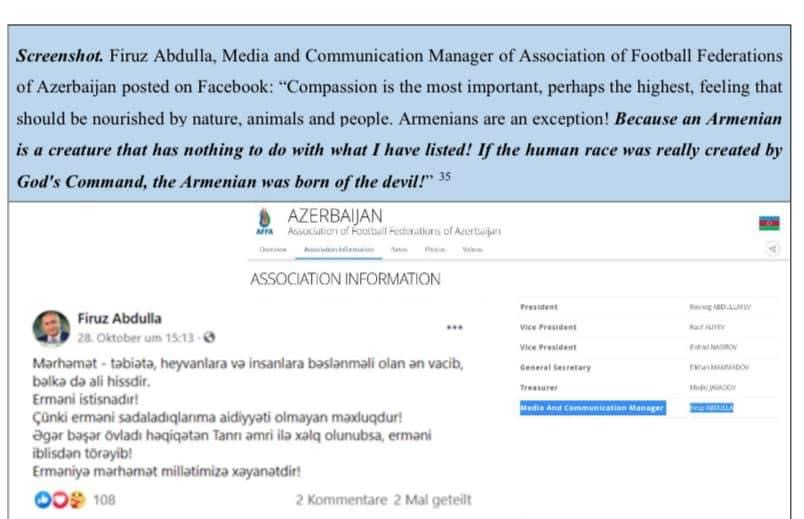 Screenshot. Firuz Abdulla, Media and Communication Manager of Association of Football Federations
of Azerbaijan posted on Facebook: “Compassion is the most important, perhaps the highest, feeling that
should be nourished by nature, animals and people. Armenians are an exception! Because an Armenian
is a creature that has nothing to do with what I have listed! If the human race was really created by
God's Command, the Armenian was born of the devil!” 35
AFFA
AZERBAIJAN
Association of Football Federations of Azerbaijan
Overview Association Information News Photos Videos
ASSOCIATION INFORMATION
Firuz Abdulla
28. Oktober um 15:13 ·
Mərhəmət - təbiətə, heyvanlara və insanlara bəslənməli olan ən vacib,
bəlkə də ali hissdir.
Erməni istisnadır!
Çünki erməni sadaladıqlarıma aidiyyəti olmayan məxluqdur!
Əgər bəşər övladı həqiqətən Tanrı əmri ilə xəlq olunubsa, erməni
iblisdən törəyib!
Erməniyə mərhəmət millətimizə xəyanətdir!
108 2 Kommentare 2 Mal geteilt
President Rovnag ABDULLAYEV
Vice President Rauf ALIYEV
Vice President Elshad NASIROV
General Secretary Elkhan MAMMADOV
Treasurer JAVADOV
Media And Communication Manager Firuz ABDULLA